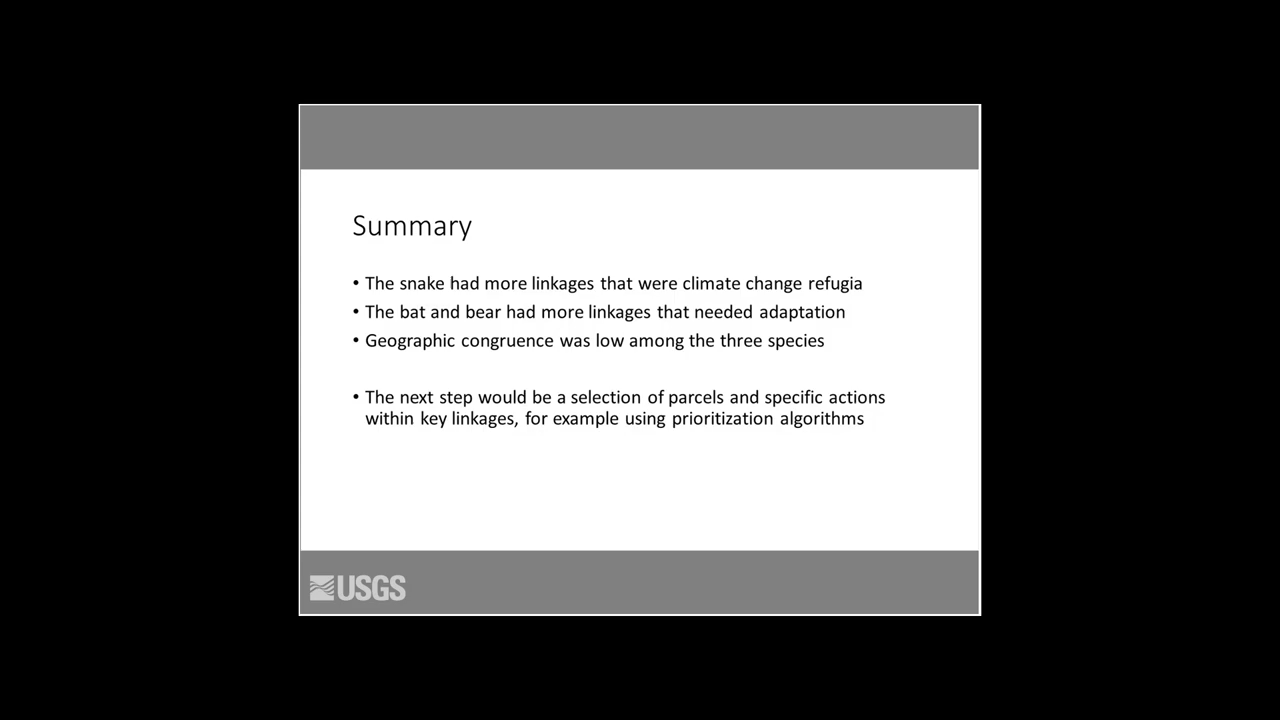 Summary
• The snake had more linkages that were climate change refugia
• The bat and bear had more linkages that needed adaptation
• Geographic congruence was low among the three species
• The next step would be a selection of parcels and specific actions
within key linkages, for example using prioritization algorithms
USGS